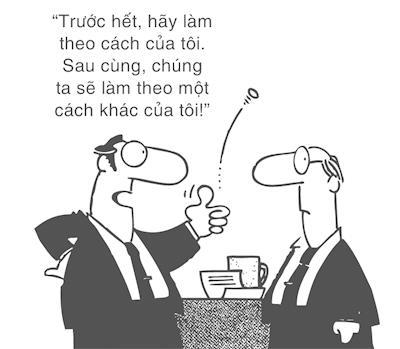 “Trước hết, hãy làm
theo cách của tôi.
Sau cùng, chúng
ta sẽ làm theo một
cách khác của tôi!”